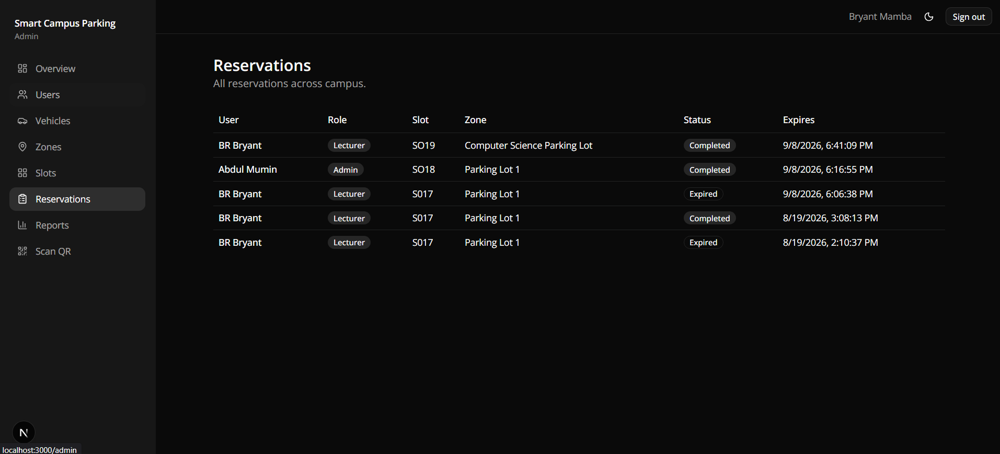 Smart Campus Parking
Admin
Overview
Users
Vehicles
Zones
Slots
Reservations
Reports
Scan QR
N
localhost:3000/admin
Bryant Mamba Sign out
Reservations
All reservations across campus.
User Role Slot Zone Status Expires
BR Bryant Lecturer SO19 Computer Science Parking Lot Completed 9/8/2026, 6:41:09 PM
Abdul Mumin Admin SO18 Parking Lot 1 Completed 9/8/2026, 6:16:55 PM
BR Bryant Lecturer S017 Parking Lot 1 Expired 9/8/2026, 6:06:38 PM
BR Bryant Lecturer S017 Parking Lot 1 Completed 8/19/2026, 3:08:13 PM
BR Bryant Lecturer S017 Parking Lot 1 Expired 8/19/2026, 2:10:37 PM